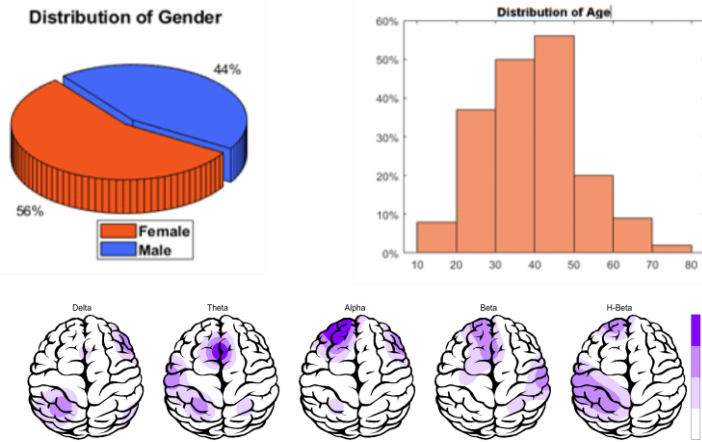 Distribution of Gender
44%
56%
Female
Male
Distribution of Age
60%
50%
40%
30%
20%
10%
0%
10 20 30 40 50 60 70 80
Delta Theta Alpha Beta H-Beta